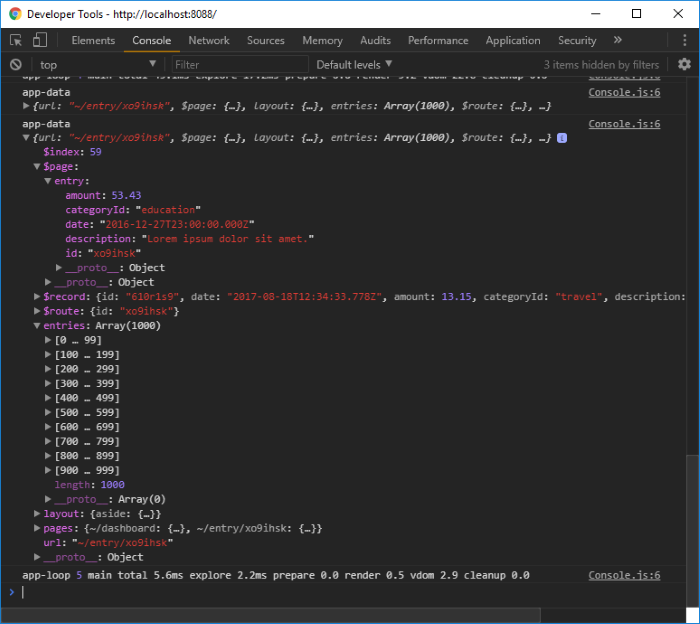 Developer Tools - http://localhost:8088/
Elements Console Network Sources Memory Audits Performance Application Security »
top Filter Default levels 3 items hidden by filters
app-data Console.js:6
{url: "~/entry/xo9ihsk", $page: {…}, layout: {…}, entries: Array(1000), $route: {…}, …}
app-data Console.js:6
{url: "~/entry/xo9ihsk", $page: {…}, layout: {…}, entries: Array(1000), $route: {…}, …} i
$index: 59
$page:
entry:
amount: 53.43
categoryId: "education"
date: "2016-12-27T23:00:00.000Z"
description: "Lorem ipsum dolor sit amet."
id: "xo9ihsk"
__proto__: Object
__proto__: Object
$record: {id: "6l0r1s9", date: "2017-08-18T12:34:33.778Z", amount: 13.15, categoryId: "travel", description:
$route: {id: "xo9ihsk"}
entries: Array(1000)
[0 … 99]
[100 … 199]
[200 … 299]
[300 … 399]
[400 … 499]
[500 … 599]
[600 … 699]
[700 … 799]
[800 … 899]
[900 … 999]
length: 1000
__proto__: Array(0)
layout: {aside: {…}}
pages: {~/dashboard: {…}, ~/entry/xo9ihsk: {…}}
url: "~/entry/xo9ihsk"
__proto__: Object
app-loop 5 main total 5.6ms explore 2.2ms prepare 0.0 render 0.5 vdom 2.9 cleanup 0.0 Console.js:6
>